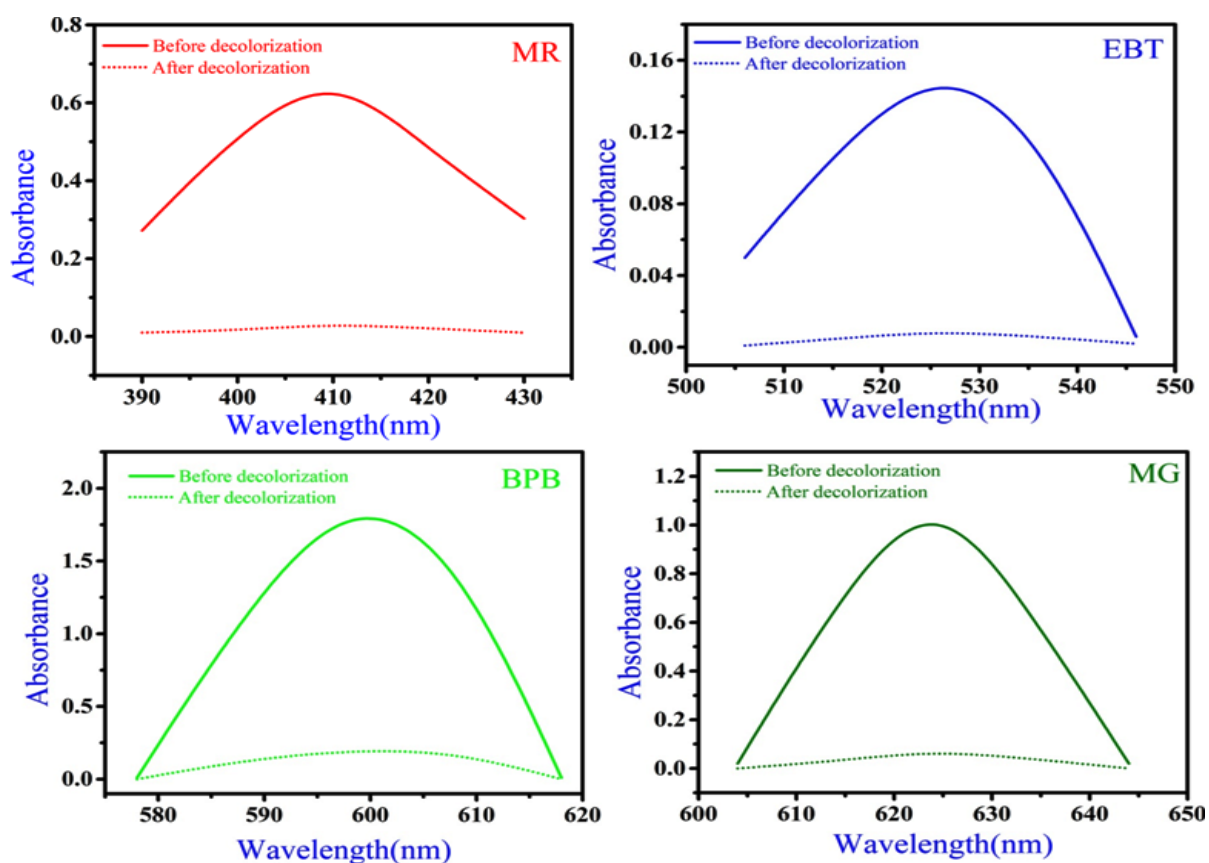 MR
Before decolorization
After decolorization
0.8
0.6
0.4
0.2
0.0
Absorbance
390 400 410 420 430
Wavelength(nm)
EBT
Before decolorization
After decolorization
0.16
0.12
0.08
0.04
0.00
Absorbance
500 510 520 530 540 550
Wavelength(nm)
BPB
Before decolorization
After decolorization
2.0
1.5
1.0
0.5
0.0
Absorbance
580 590 600 610 620
Wavelength(nm)
MG
Before decolorization
After decolorization
1.2
1.0
0.8
0.6
0.4
0.2
0.0
Absorbance
600 610 620 630 640 650
Wavelength(nm)